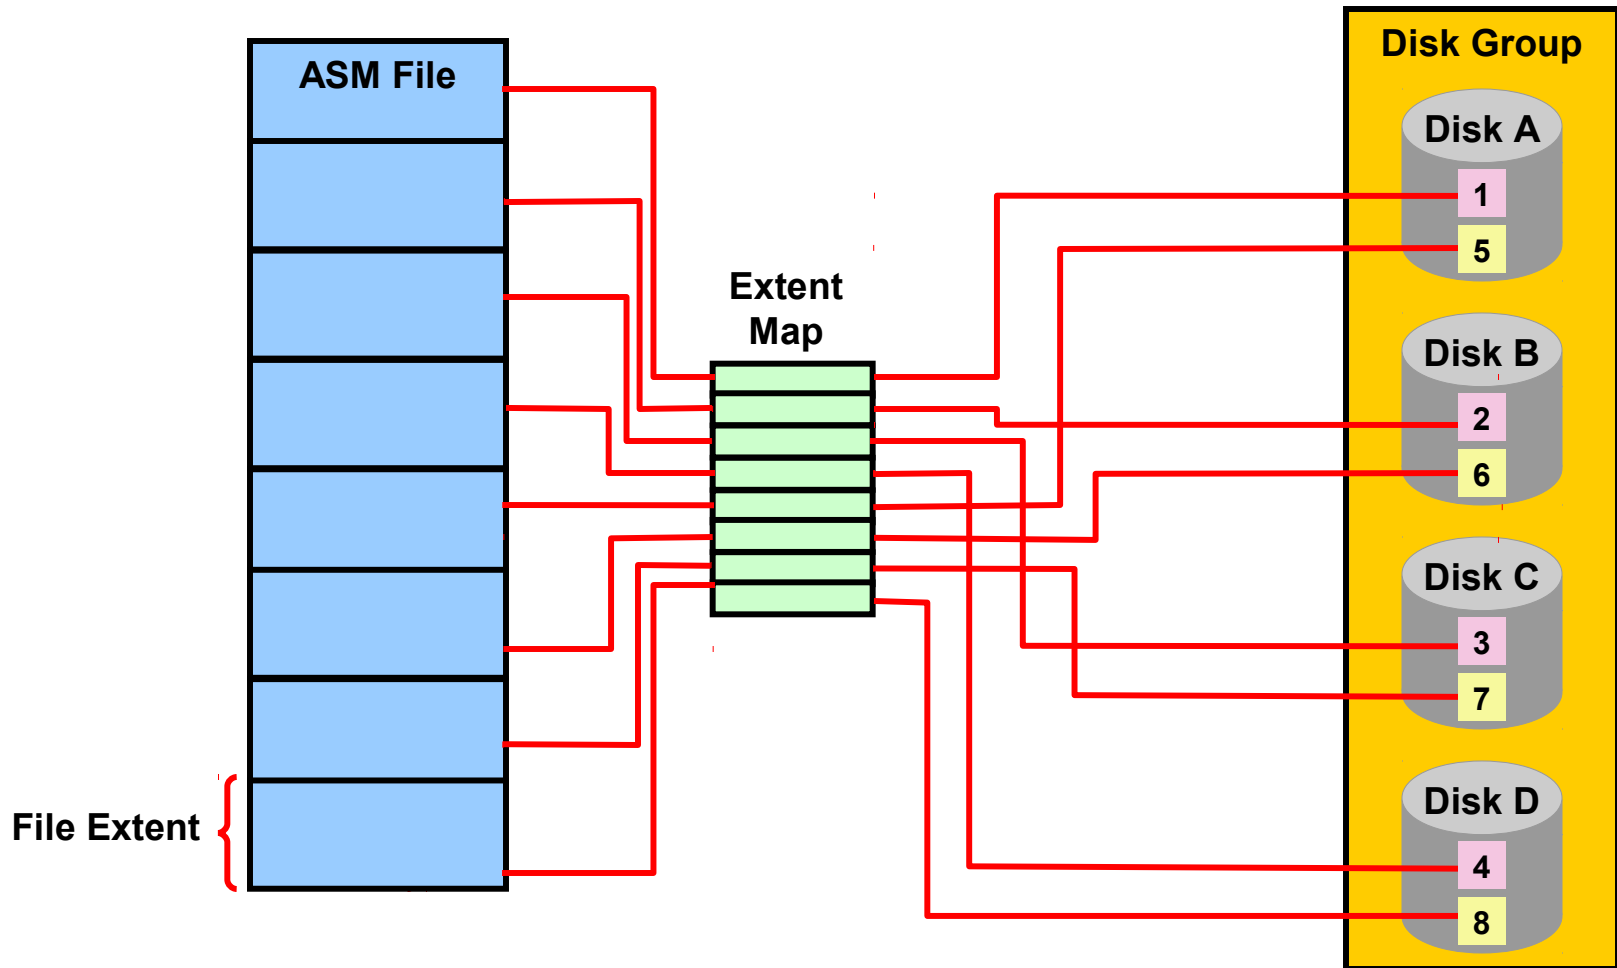 ASM File
File Extent
Extent
Map
Disk Group
Disk A
1
5
Disk B
2
6
Disk C
3
7
Disk D
4
8